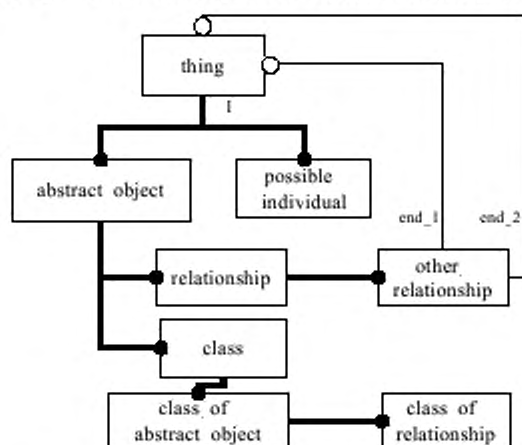 thing
1
abstract object
possible
individual
end_1
end_2
relationship
other
relationship
class
class of
abstract object
class of
relationship